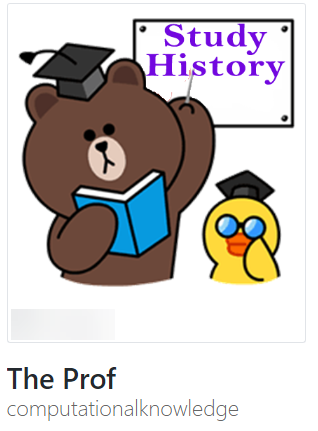 Study
History
The Prof
computationalknowledge